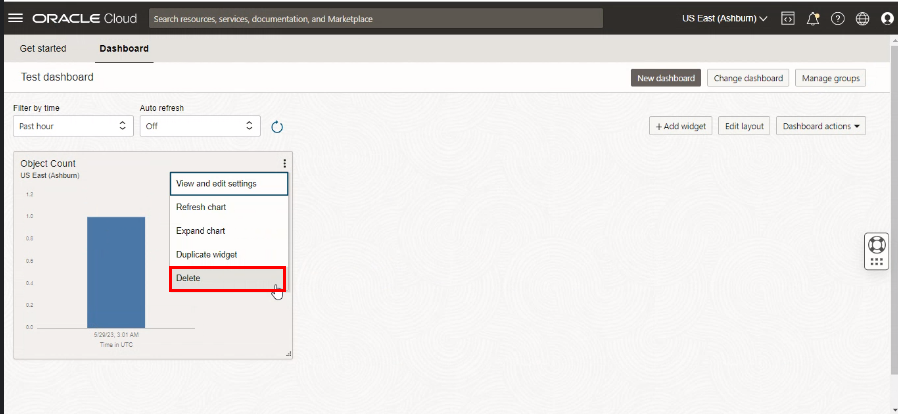 ORACLE Cloud
Search resources, services, documentation, and Marketplace
US East (Ashburn)
Get started
Dashboard
Test dashboard
New dashboard
Change dashboard
Manage groups
Filter by time
Auto refresh
Past hour
Off
+ Add widget
Edit layout
Dashboard actions
Object Count
US East (Ashburn)
View and edit settings
Refresh chart
Expand chart
Duplicate widget
Delete
1.2
1.0
0.8
0.6
0.4
0.2
0.0
6/29/23, 3:01 AM
Time in UTC